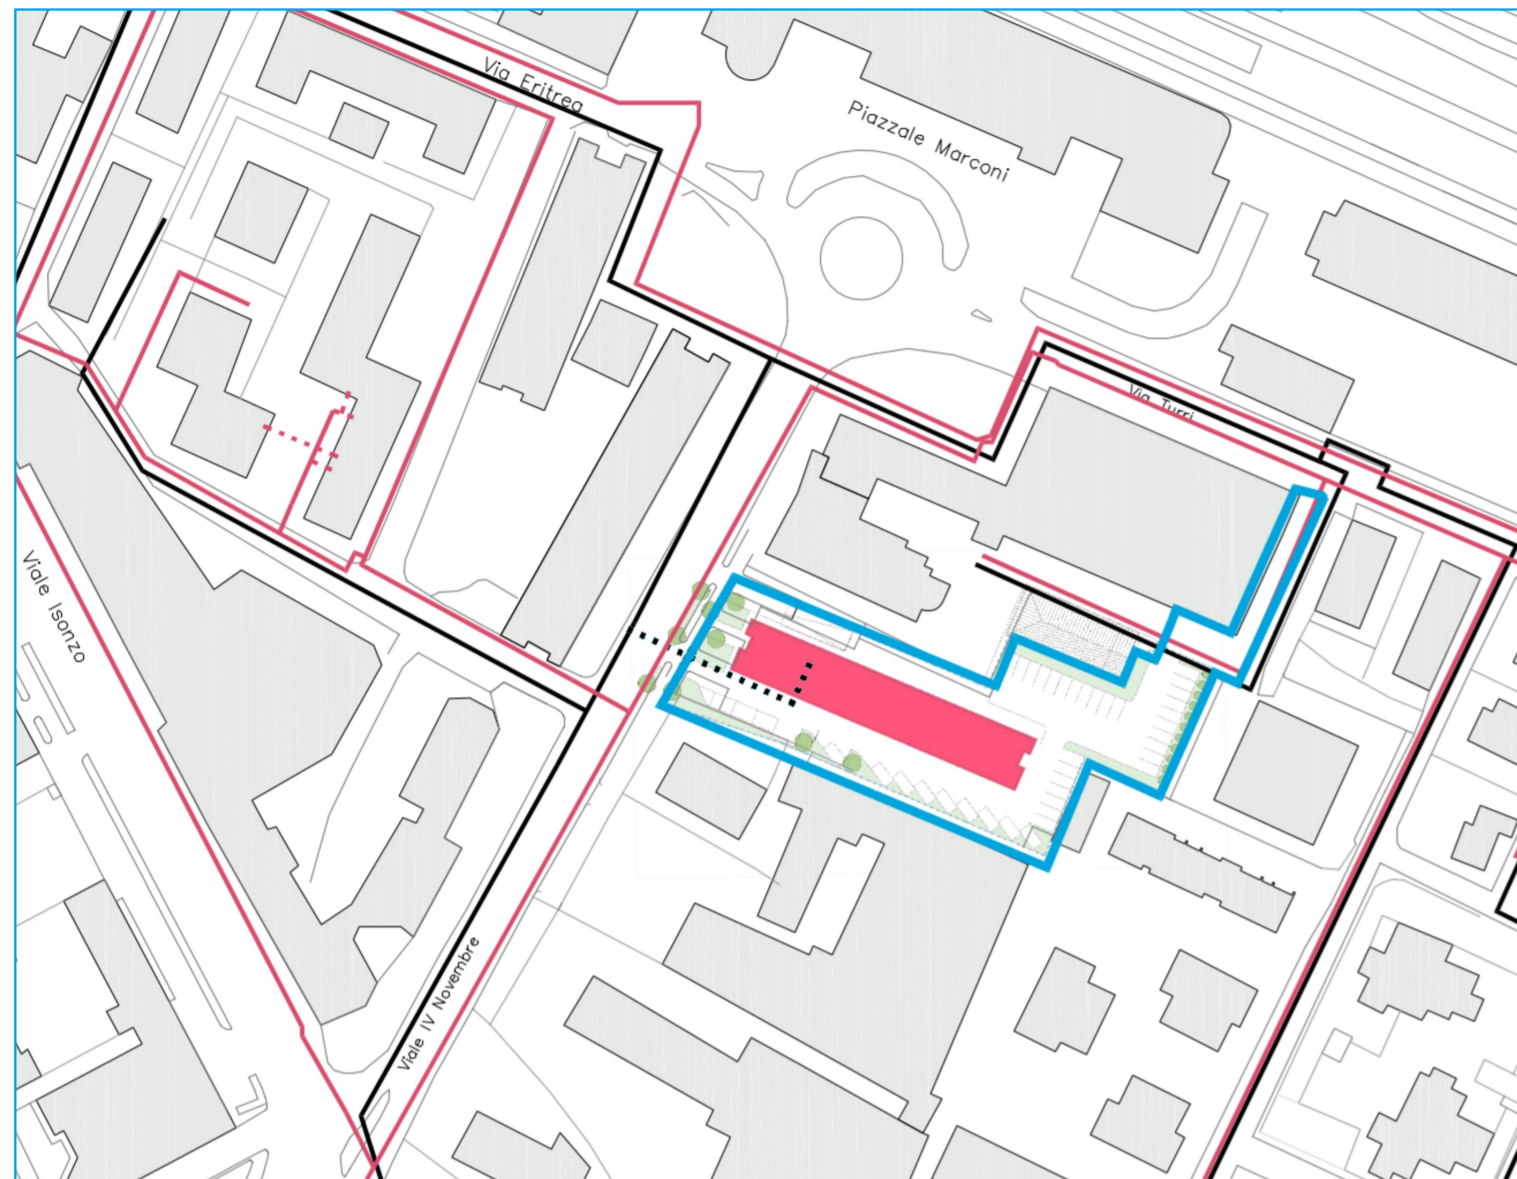 Via Eritrea
Piazzale Marconi
Via Turri
Viale Isonzo
Viale IV Novembre